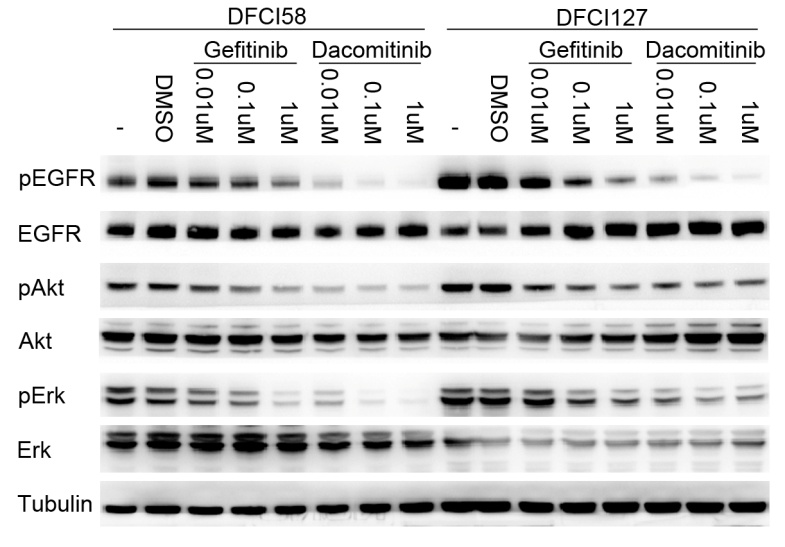 DFCI58 DFCI127
Gefitinib Dacomitinib Gefitinib Dacomitinib
- DMSO 0.01uM 0.1uM 1uM 0.01uM 0.1uM 1uM - DMSO 0.01uM 0.1uM 1uM 0.01uM 0.1uM 1uM
pEGFR
EGFR
pAkt
Akt
pErk
Erk
Tubulin